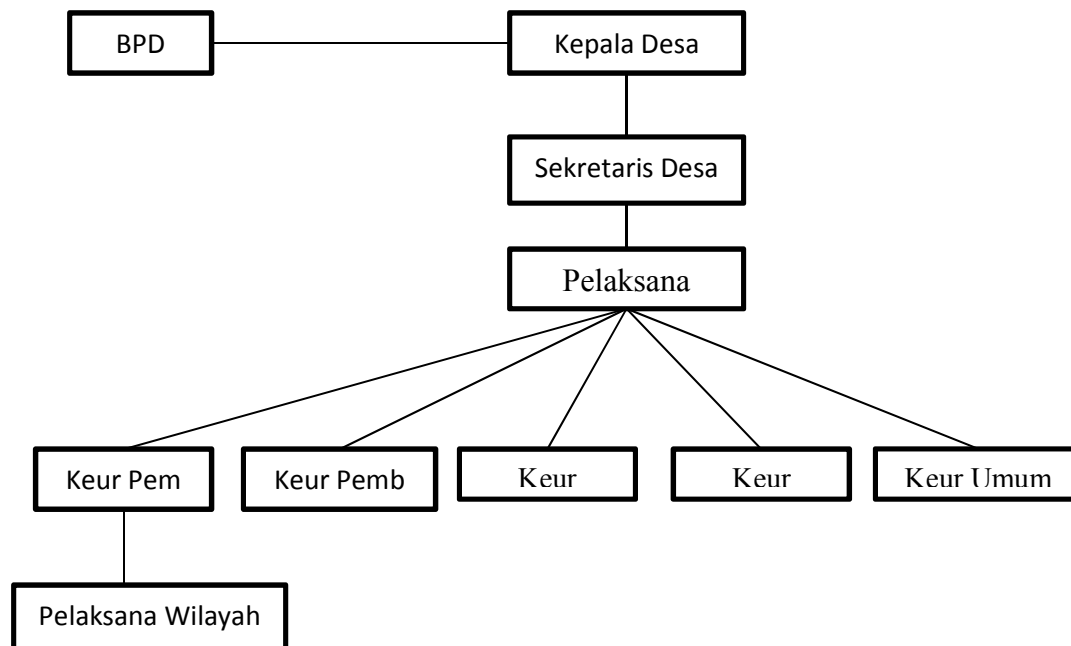 BPD
Kepala Desa
Sekretaris Desa
Pelaksana
Keur Pem
Keur Pemb
Keur
Keur
Keur Umum
Pelaksana Wilayah